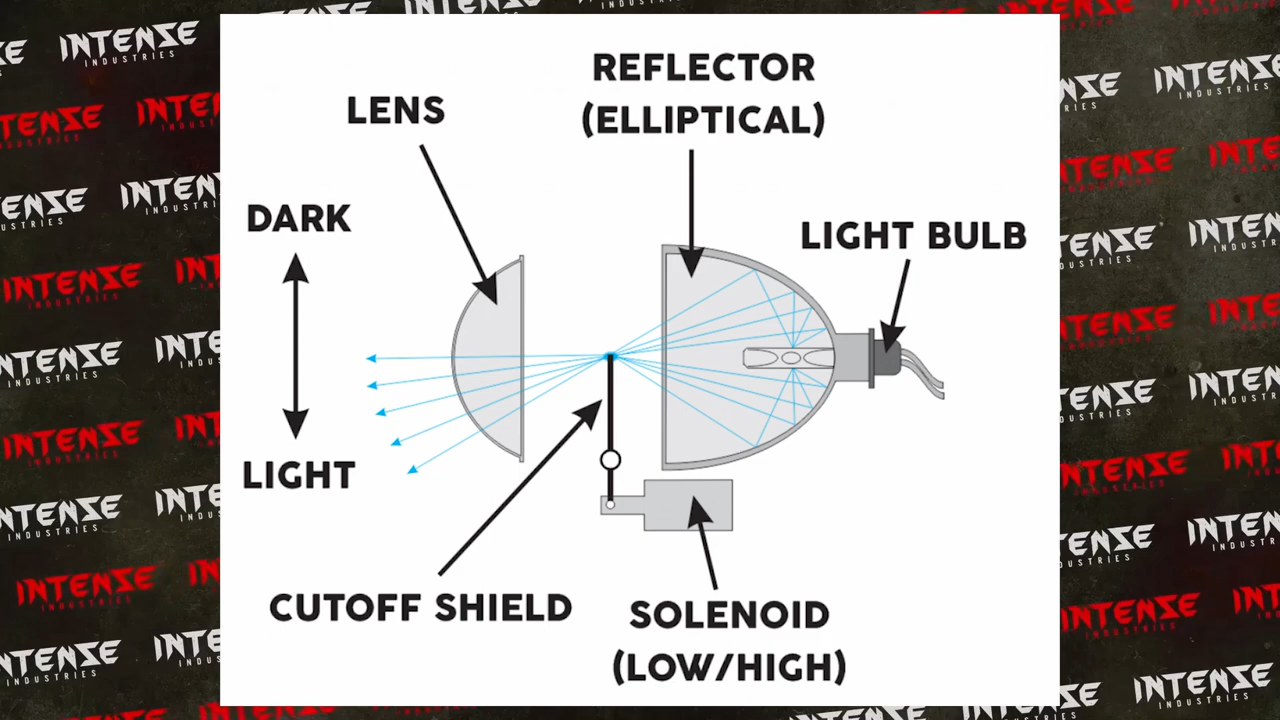 REFLECTOR
(ELLIPTICAL)
LENS
DARK
LIGHT BULB
LIGHT
CUTOFF SHIELD
SOLENOID
(LOW/HIGH)
INTENSE
INDUSTRIES